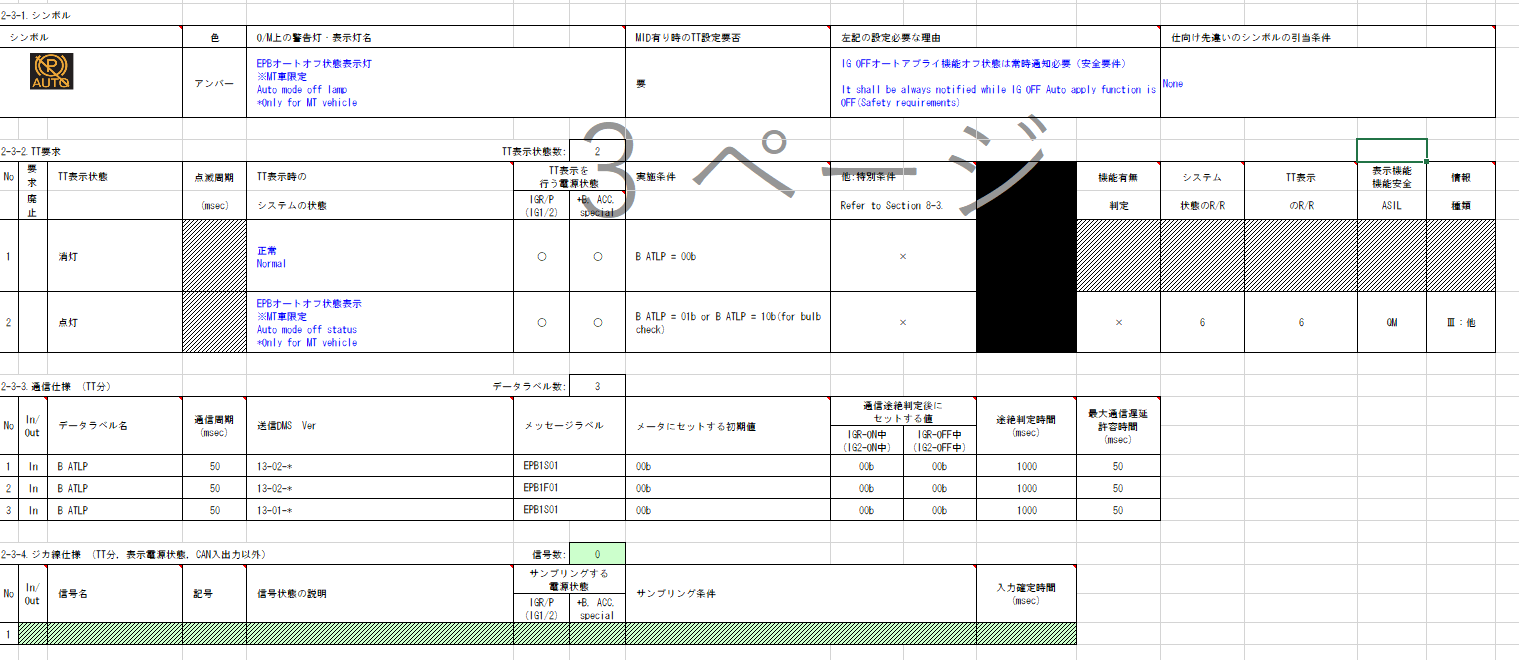 2-3-1.シンボル
シンボル 色 O/M上の警告灯・表示灯名 MID有り時のTT設定要否 左記の設定必要な理由 仕向け先違いのシンボルの引当条件
P
AUTO
アンバー
EPBオートオフ状態表示灯
※MT車限定
Auto mode off lamp
*Only for MT vehicle
要
IG OFFオートアプライ機能オフ状態は常時通知必要（安全要件）
It shall be always notified while IG OFF Auto apply function is
OFF(Safety requirements)
None
3 ページ
2-3-2.TT要求 TT表示状態数: 2
No 要求廃止 TT表示状態 点滅周期
(msec)
TT表示時の
システムの状態
TT表示を
行う電源状態
IGR/P
(IG1/2)
+B, ACC,
special
実施条件
他:特別条件
Refer to Section 8-3.
機能有無
判定
システム
状態のR/R
TT表示
のR/R
表示機能
機能安全
ASIL
情報
種類
1 消灯
正常
Normal
○ ○ B ATLP = 00b ×
2 点灯
EPBオートオフ状態表示
※MT車限定
Auto mode off status
*Only for MT vehicle
○ ○
B ATLP = 01b or B ATLP = 10b(for bulb
check)
× × 6 6 QM Ⅲ：他
2-3-3.通信仕様　(TT分) データラベル数: 3
No In/
Out
データラベル名
通信周期
(msec)
送信DMS　Ver メッセージラベル メータにセットする初期値
通信途絶判定後に
セットする値
IGR-ON中
(IG2-ON中)
IGR-OFF中
(IG2-OFF中)
途絶判定時間
(msec)
最大通信遅延
許容時間
(msec)
1 In B ATLP 50 13-02-* EPB1S01 00b 00b 00b 1000 50
2 In B ATLP 50 13-02-* EPB1F01 00b 00b 00b 1000 50
3 In B ATLP 50 13-01-* EPB1S01 00b 00b 00b 1000 50
2-3-4.ジカ線仕様　(TT分, 表示電源状態, CAN入出力以外) 信号数: 0
No In/
Out
信号名 記号 信号状態の説明
サンプリングする
電源状態
IGR/P
(IG1/2)
+B, ACC,
special
サンプリング条件
入力確定時間
(msec)
1